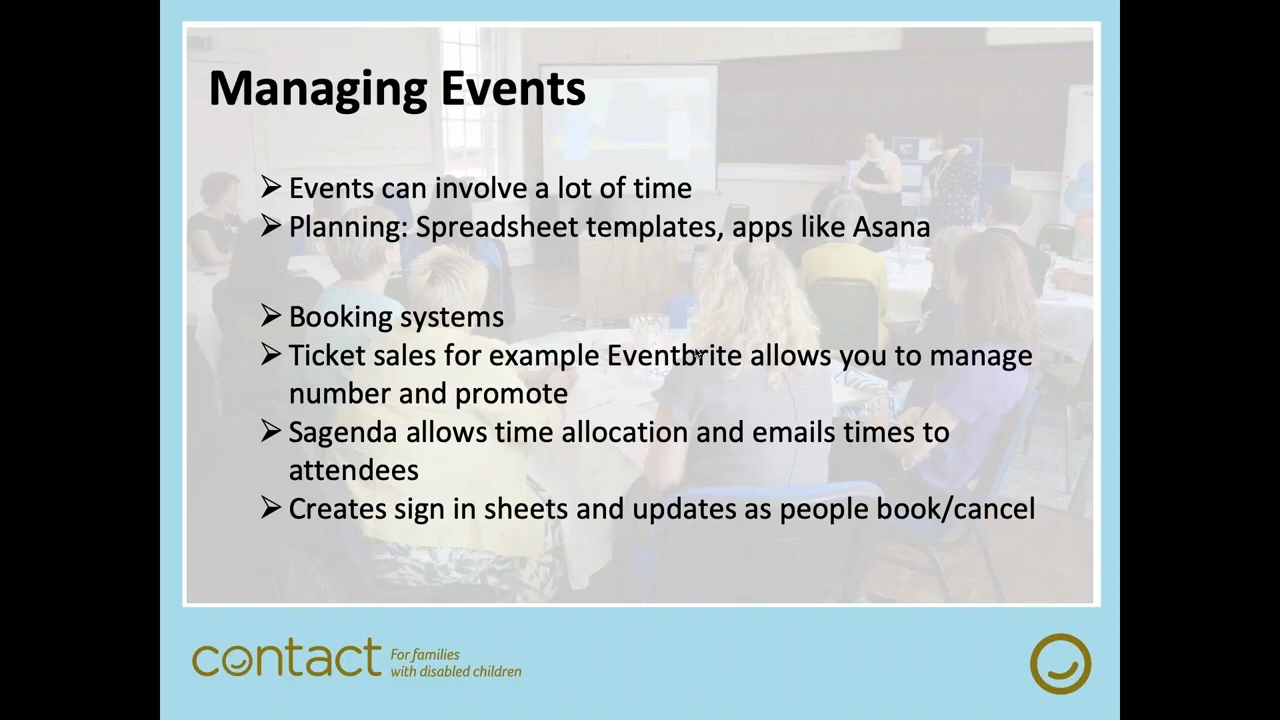 Managing Events
Events can involve a lot of time
Planning: Spreadsheet templates, apps like Asana
Booking systems
Ticket sales for example Eventbrite allows you to manage
number and promote
Sagenda allows time allocation and emails times to
attendees
Creates sign in sheets and updates as people book/cancel
contact
For families
with disabled children